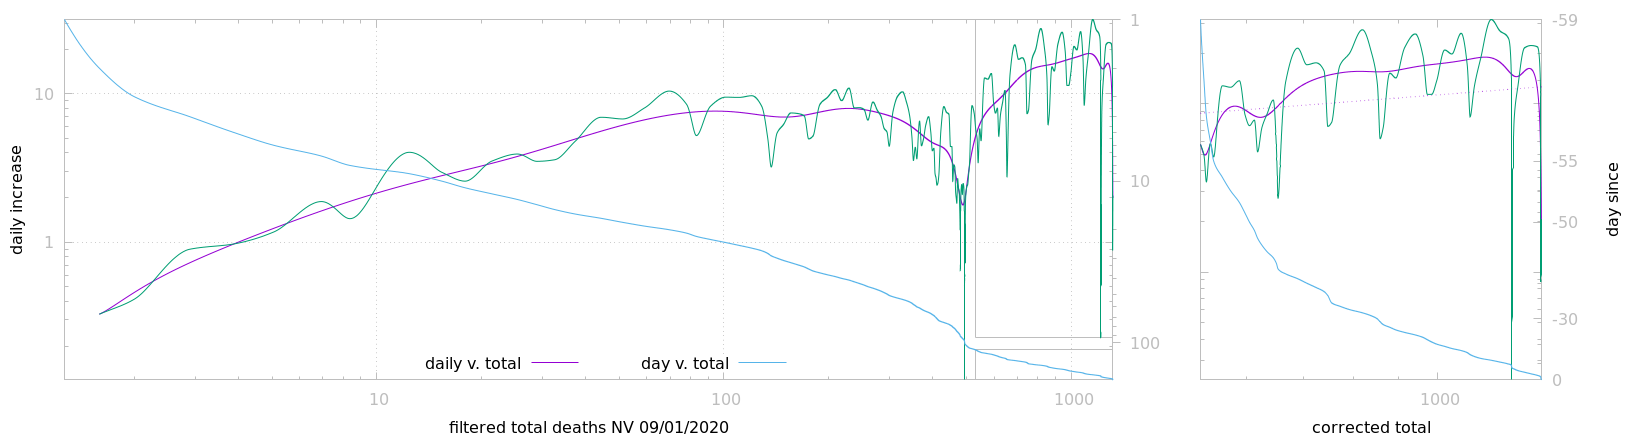 daily increase
10
1
daily v. total
day v. total
10
100
1000
filtered total deaths NV 09/01/2020
1
10
100
-59
-55
-50
-30
0
day since
1000
corrected total